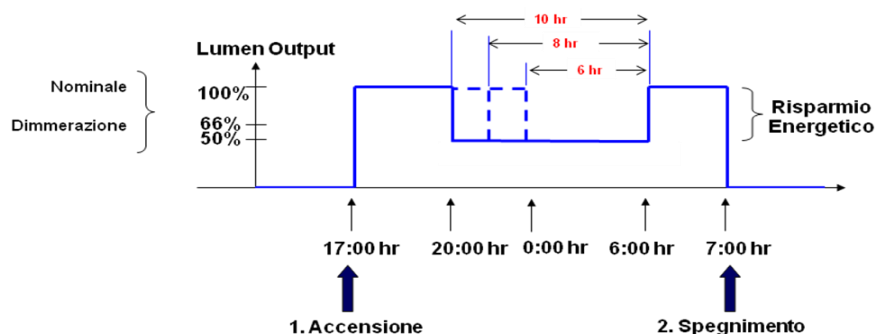 10 hr
8 hr
6 hr
Lumen Output
Nominale
100%
Dimmerazione
66%
50%
Risparmio
Energetico
17:00 hr
20:00 hr
0:00 hr
6:00 hr
7:00 hr
1. Accensione
2. Spegnimento